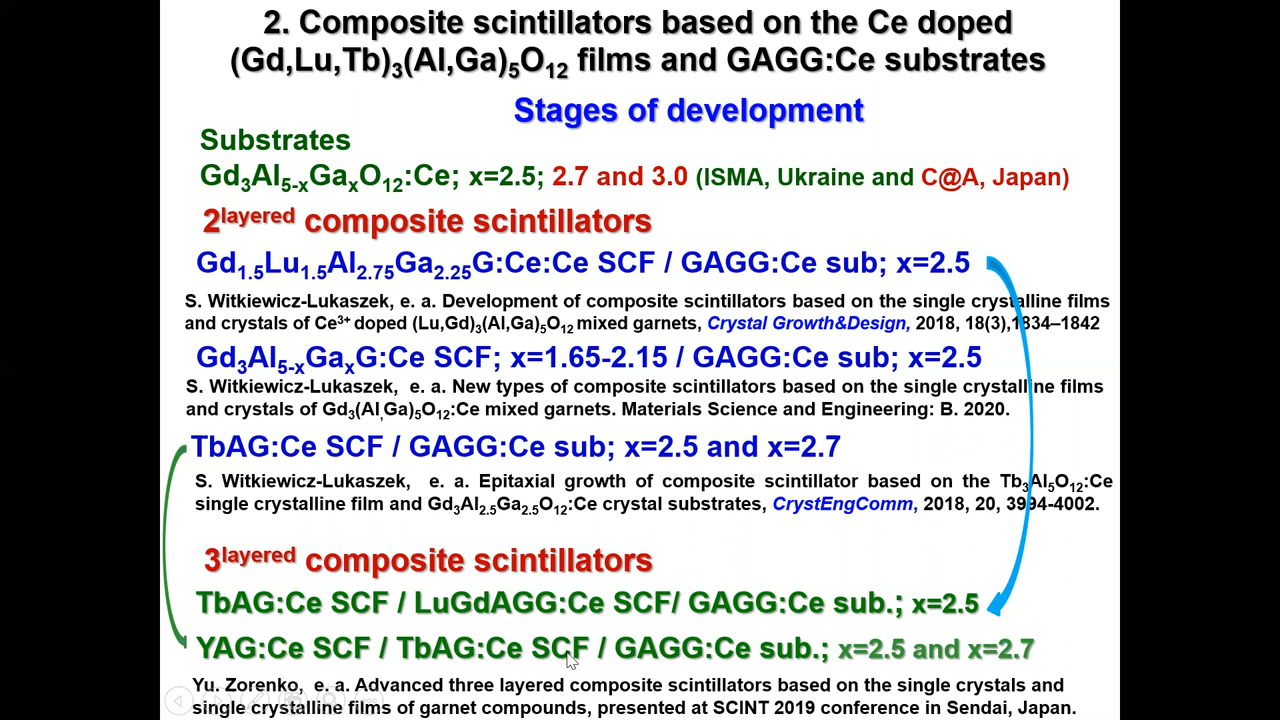 2. Composite scintillators based on the Ce doped
(Gd,Lu,Tb)₃(Al,Ga)₅O₁₂ films and GAGG:Ce substrates
Stages of development
Substrates
Gd₃Al₅₋ₓGaₓO₁₂:Ce; x=2.5; 2.7 and 3.0 (ISMA, Ukraine and C@A, Japan)
2layered composite scintillators
Gd₁.₅Lu₁.₅Al₂.₇₅Ga₂.₂₅G:Ce:Ce SCF / GAGG:Ce sub; x=2.5
S. Witkiewicz-Lukaszek, e. a. Development of composite scintillators based on the single crystalline films
and crystals of Ce³⁺ doped (Lu,Gd)₃(Al,Ga)₅O₁₂ mixed garnets, Crystal Growth&Design, 2018, 18(3),1834–1842
Gd₃Al₅₋ₓGaₓG:Ce SCF; x=1.65-2.15 / GAGG:Ce sub; x=2.5
S. Witkiewicz-Lukaszek, e. a. New types of composite scintillators based on the single crystalline films
and crystals of Gd₃(Al,Ga)₅O₁₂:Ce mixed garnets. Materials Science and Engineering: B. 2020.
TbAG:Ce SCF / GAGG:Ce sub; x=2.5 and x=2.7
S. Witkiewicz-Lukaszek, e. a. Epitaxial growth of composite scintillator based on the Tb₃Al₅O₁₂:Ce
single crystalline film and Gd₃Al₂.₅Ga₂.₅O₁₂:Ce crystal substrates, CrystEngComm, 2018, 20, 3994-4002.
3layered composite scintillators
TbAG:Ce SCF / LuGdAGG:Ce SCF/ GAGG:Ce sub.; x=2.5
YAG:Ce SCF / TbAG:Ce SCF / GAGG:Ce sub.; x=2.5 and x=2.7
Yu. Zorenko, e. a. Advanced three layered composite scintillators based on the single crystals and
single crystalline films of garnet compounds, presented at SCINT 2019 conference in Sendai, Japan.